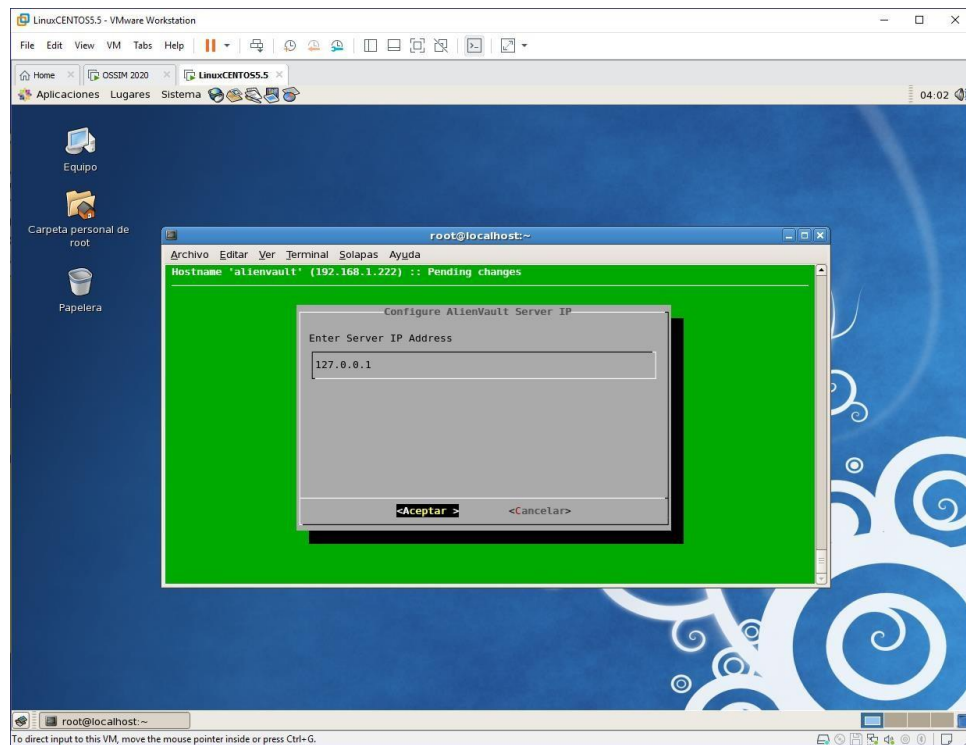 LinuxCENTOS5.5 - VMware Workstation
File Edit View VM Tabs Help
Home OSSIM 2020 LinuxCENTOS5.5
Aplicaciones Lugares Sistema 04:02
Equipo
Carpeta personal de
root
Papelera
root@localhost:~
Archivo Editar Ver Terminal Solapas Ayuda
Hostname 'alienvault' (192.168.1.222) :: Pending changes
Configure AlienVault Server IP
Enter Server IP Address
127.0.0.1
<Aceptar > <Cancelar>
root@localhost:~
To direct input to this VM, move the mouse pointer inside or press Ctrl+G.